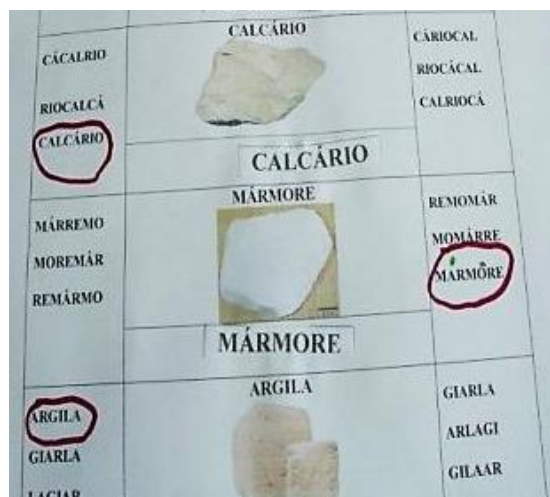 CÁCALRIO
RIOCALCÁ
CALCÁRIO
CALCÁRIO
CALCÁRIO
CÁRIOCAL
RIOCÁCAL
CALRIOCÁ
MÁRREMO
MOREMÁR
REMÁRMO
MÁRMORE
MÁRMORE
REMOMÁR
MOMÁRRE
MÁRMORE
ARGILA
GIARLA
ARGILA
GIARLA
ARLAGI
GILAAR